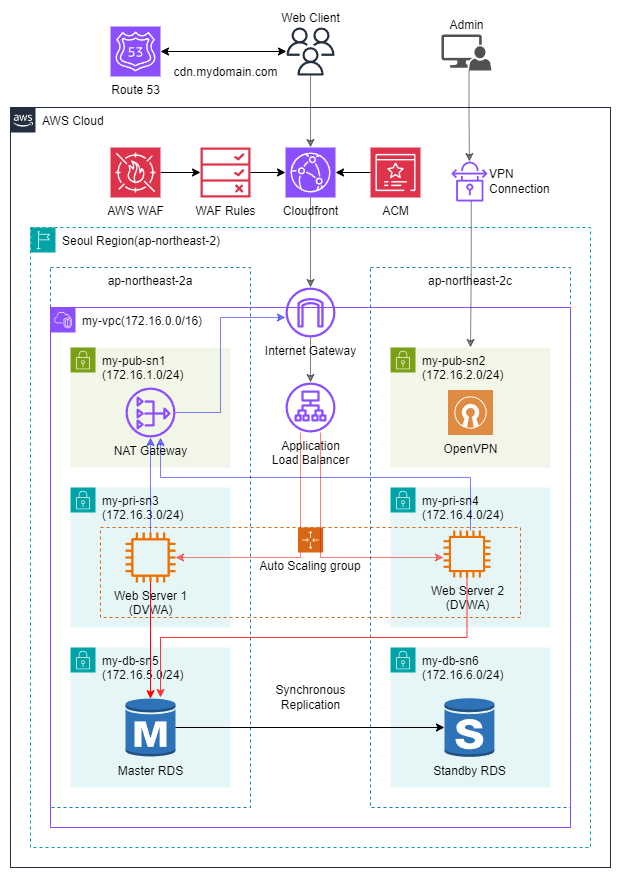 Web Client
Admin
53
cdn.mydomain.com
Route 53
aws
AWS Cloud
VPN
Connection
AWS WAF
WAF Rules
Cloudfront
ACM
Seoul Region(ap-northeast-2)
ap-northeast-2a
ap-northeast-2c
my-vpc(172.16.0.0/16)
Internet Gateway
my-pub-sn1
(172.16.1.0/24)
my-pub-sn2
(172.16.2.0/24)
NAT Gateway
Application
Load Balancer
OpenVPN
my-pri-sn3
(172.16.3.0/24)
my-pri-sn4
(172.16.4.0/24)
Auto Scaling group
Web Server 1
(DVWA)
Web Server 2
(DVWA)
my-db-sn5
(172.16.5.0/24)
my-db-sn6
(172.16.6.0/24)
Synchronous
Replication
M
S
Master RDS
Standby RDS